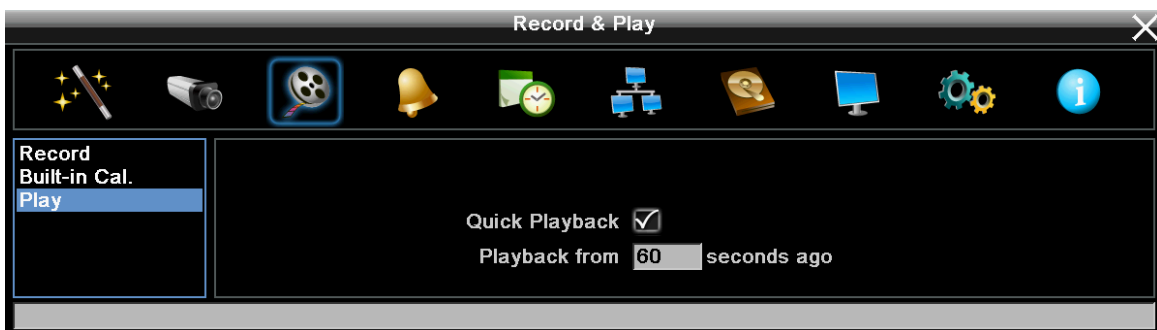 Record & Play
Record
Built-in Cal.
Play
Quick Playback
Playback from 60 seconds ago